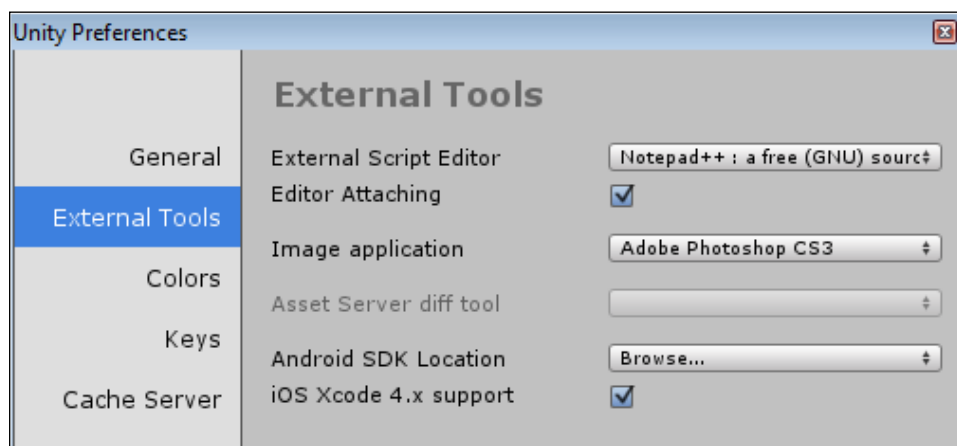 Unity Preferences
External Tools
General
External Script Editor Notepad++ : a free (GNU) sourc
Editor Attaching
External Tools
Image application Adobe Photoshop CS3
Colors
Asset Server diff tool
Keys
Android SDK Location Browse...
Cache Server
iOS Xcode 4.x support